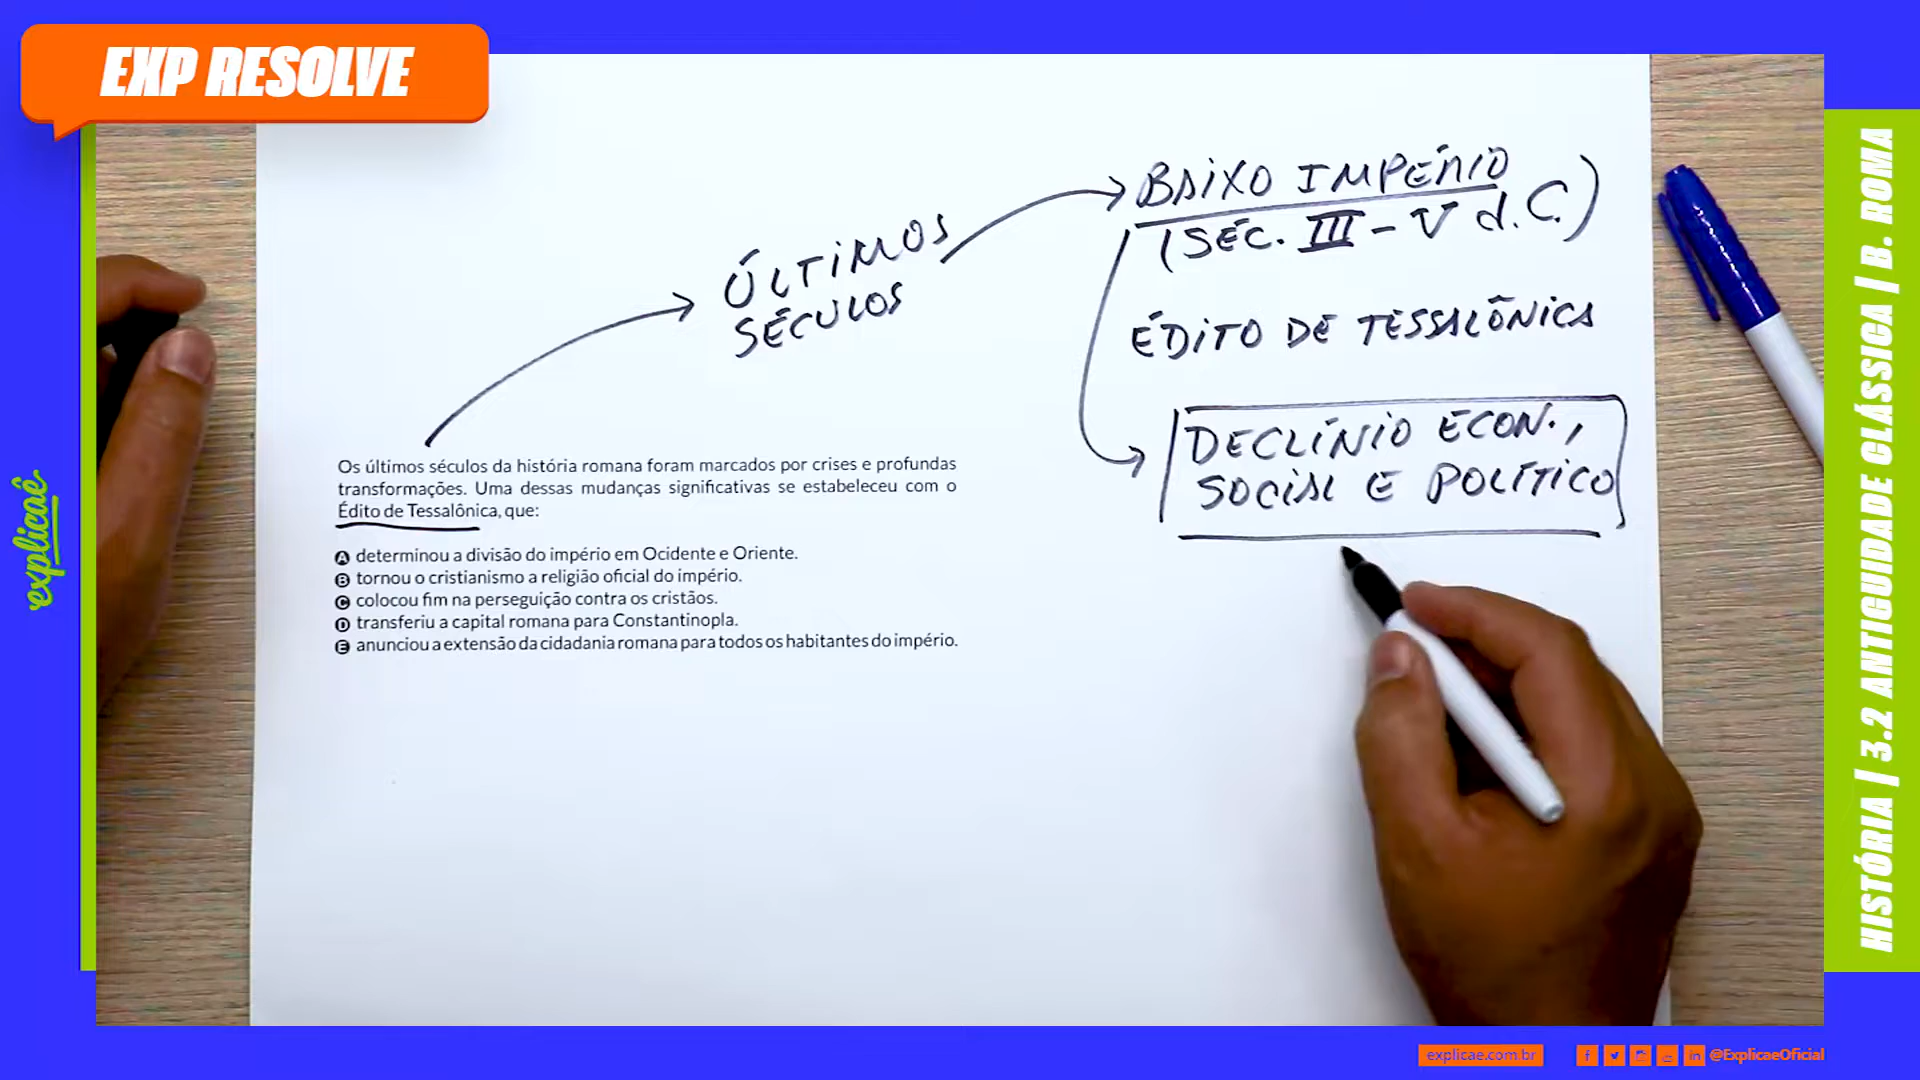 EXP RESOLVE
BAIXO IMPÉRIO
(SÉC. III - V d.C.)
ÚLTIMOS
SÉCULOS
ÉDITO DE TESSALÔNICA
DECLÍNIO ECON.,
SOCIAL E POLÍTICO
Os últimos séculos da história romana foram marcados por crises e profundas
transformações. Uma dessas mudanças significativas se estabeleceu com o
Édito de Tessalônica, que:
A determinou a divisão do império em Ocidente e Oriente.
B tornou o cristianismo a religião oficial do império.
C colocou fim na perseguição contra os cristãos.
D transferiu a capital romana para Constantinopla.
E anunciou a extensão da cidadania romana para todos os habitantes do império.
explicaê
HISTÓRIA | 3.2 ANTIGUIDADE CLÁSSICA | B. ROMA
explicae.com.br
@ExplicaeOficial